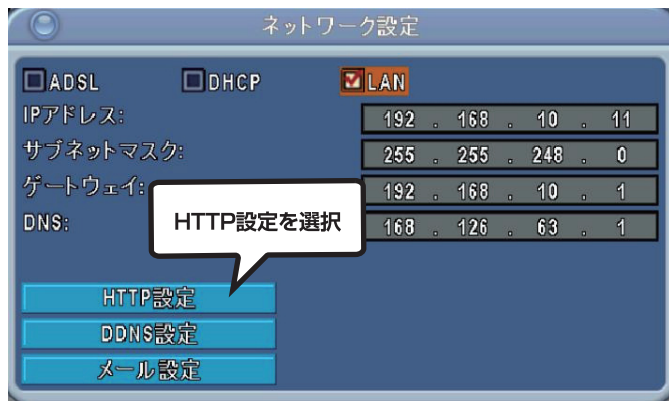 ネットワーク設定
ADSL DHCP LAN
IPアドレス: 192 . 168 . 10 . 11
サブネットマスク: 255 . 255 . 248 . 0
ゲートウェイ: 192 . 168 . 10 . 1
DNS: 168 . 126 . 63 . 1
HTTP設定を選択
HTTP設定
DDNS設定
メール設定